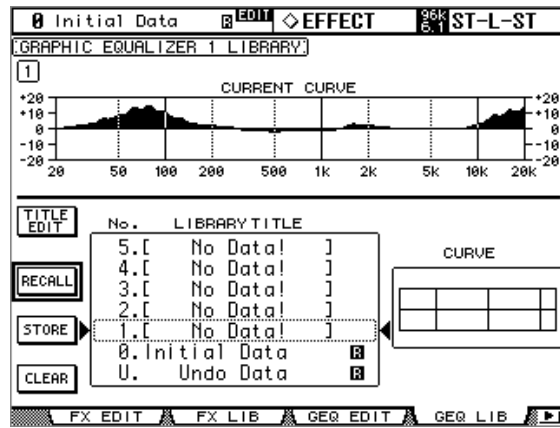 0 Initial Data R EDIT ◇EFFECT 96k 6.1 ST-L-ST
GRAPHIC EQUALIZER 1 LIBRARY
1
CURRENT CURVE
+20 +20
+10 +10
0 0
-10 -10
-20 -20
20 50 100 200 500 1k 2k 5k 10k 20k
TITLE EDIT
No. LIBRARY TITLE
CURVE
5.[ No Data! ]
4.[ No Data! ]
RECALL
3.[ No Data! ]
2.[ No Data! ]
STORE 1.[ No Data! ]
0.Initial Data R
CLEAR U. Undo Data R
FX EDIT FX LIB GEQ EDIT GEQ LIB